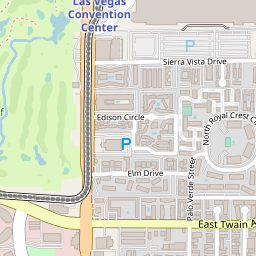 Las Vegas
Convention
Center
P
Sierra Vista Drive
Edison Circle
North Royal Crest C
P
Elm Drive
Palo Verde Street
East Twain A